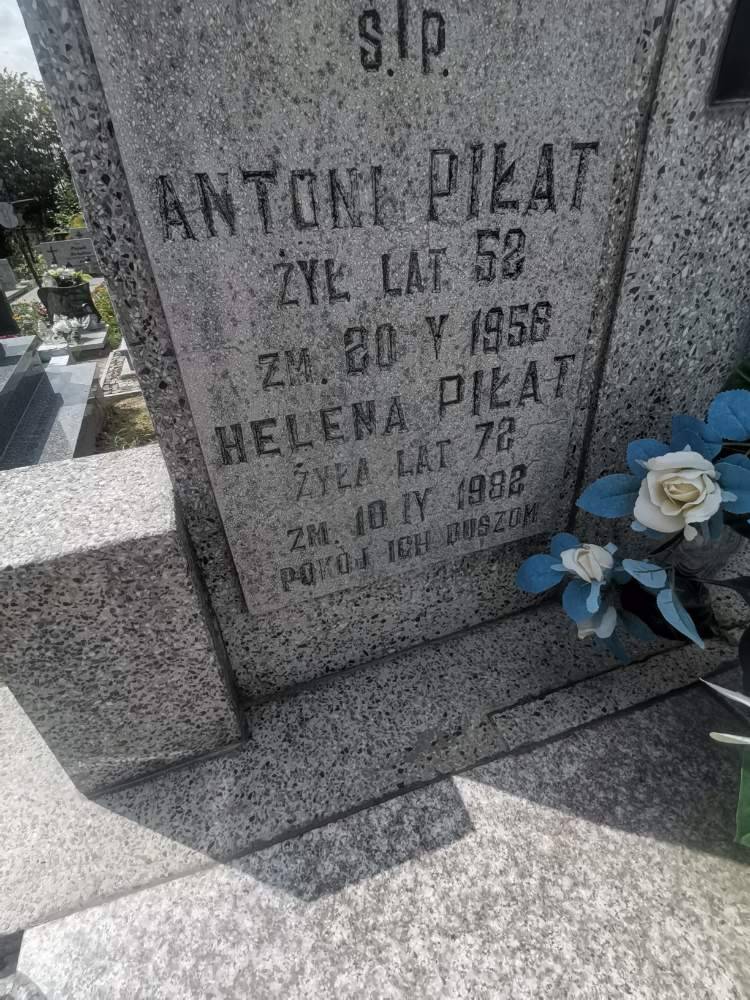 Ś.†P.
ANTONI PIŁAT
ŻYŁ LAT 52
ZM. 20 V 1956
HELENA PIŁAT
ŻYŁA LAT 72
ZM. 10 IV 1982
POKÓJ ICH DUSZOM